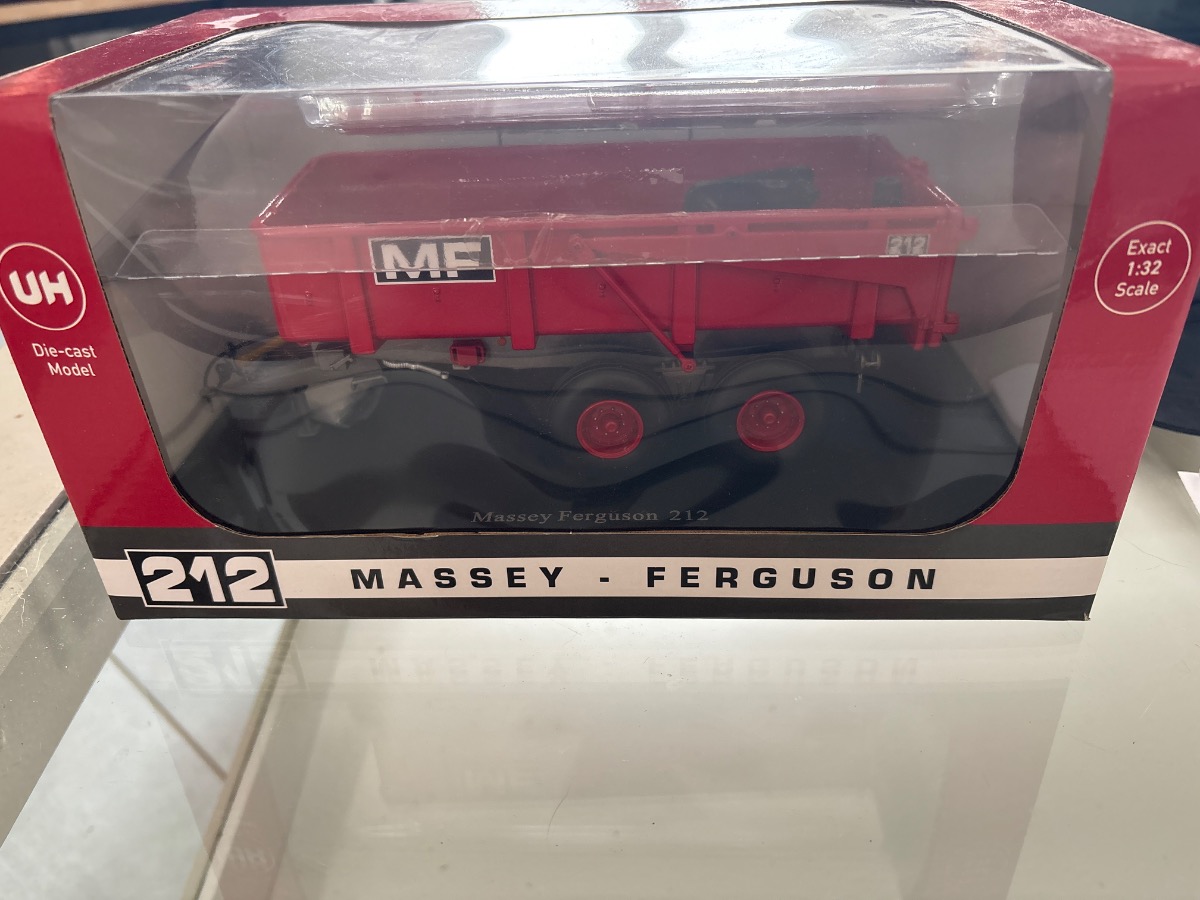 UH
Die-cast
Model
MF
212
Exact
1:32
Scale
Massey Ferguson 212
212
MASSEY - FERGUSON